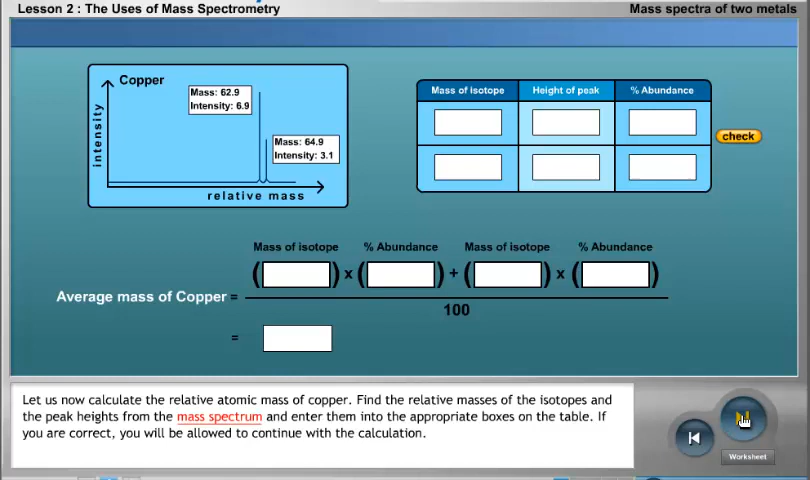 Lesson 2 : The Uses of Mass Spectrometry
Mass spectra of two metals
Copper
Mass: 62.9
Intensity: 6.9
Mass: 64.9
Intensity: 3.1
intensity
relative mass
Mass of isotope Height of peak % Abundance
check
Mass of isotope % Abundance Mass of isotope % Abundance
( ) x ( ) + ( ) x ( )
Average mass of Copper =
100
=
Let us now calculate the relative atomic mass of copper. Find the relative masses of the isotopes and
the peak heights from the mass spectrum and enter them into the appropriate boxes on the table. If
you are correct, you will be allowed to continue with the calculation.
Worksheet